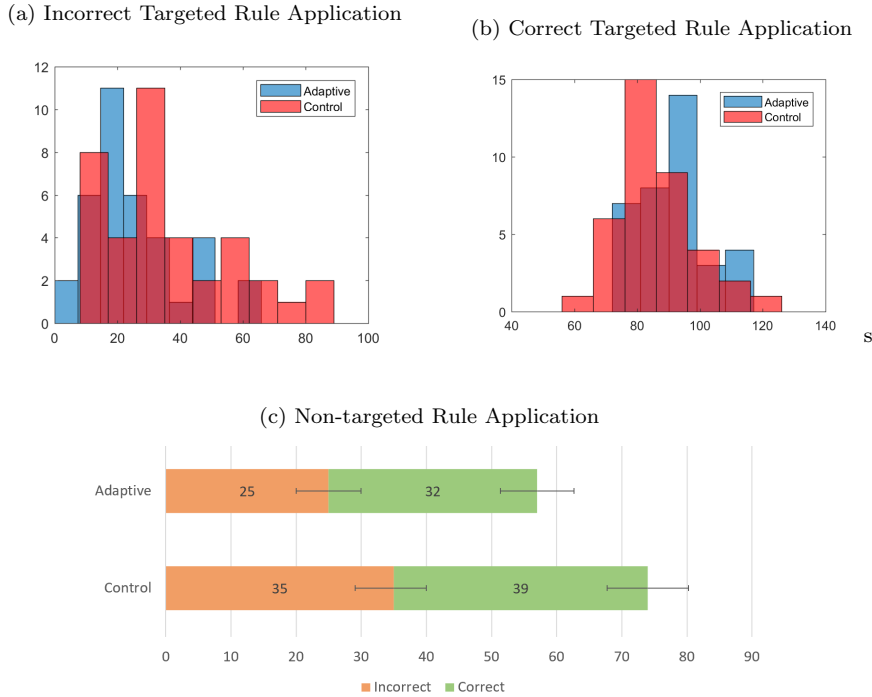 (a) Incorrect Targeted Rule Application
12
10
8
6
4
2
0
0 20 40 60 80 100
Adaptive
Control
(b) Correct Targeted Rule Application
15
10
5
0
40 60 80 100 120 140
Adaptive
Control
s
(c) Non-targeted Rule Application
Adaptive 25 32
Control 35 39
0 10 20 30 40 50 60 70 80 90
Incorrect Correct